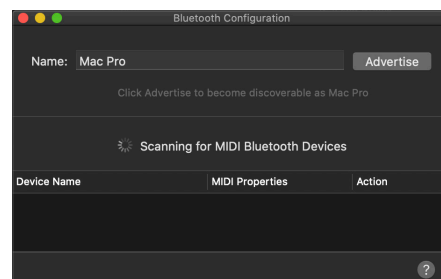 Bluetooth Configuration
Name: Mac Pro Advertise
Click Advertise to become discoverable as Mac Pro
Scanning for MIDI Bluetooth Devices
Device Name MIDI Properties Action
?